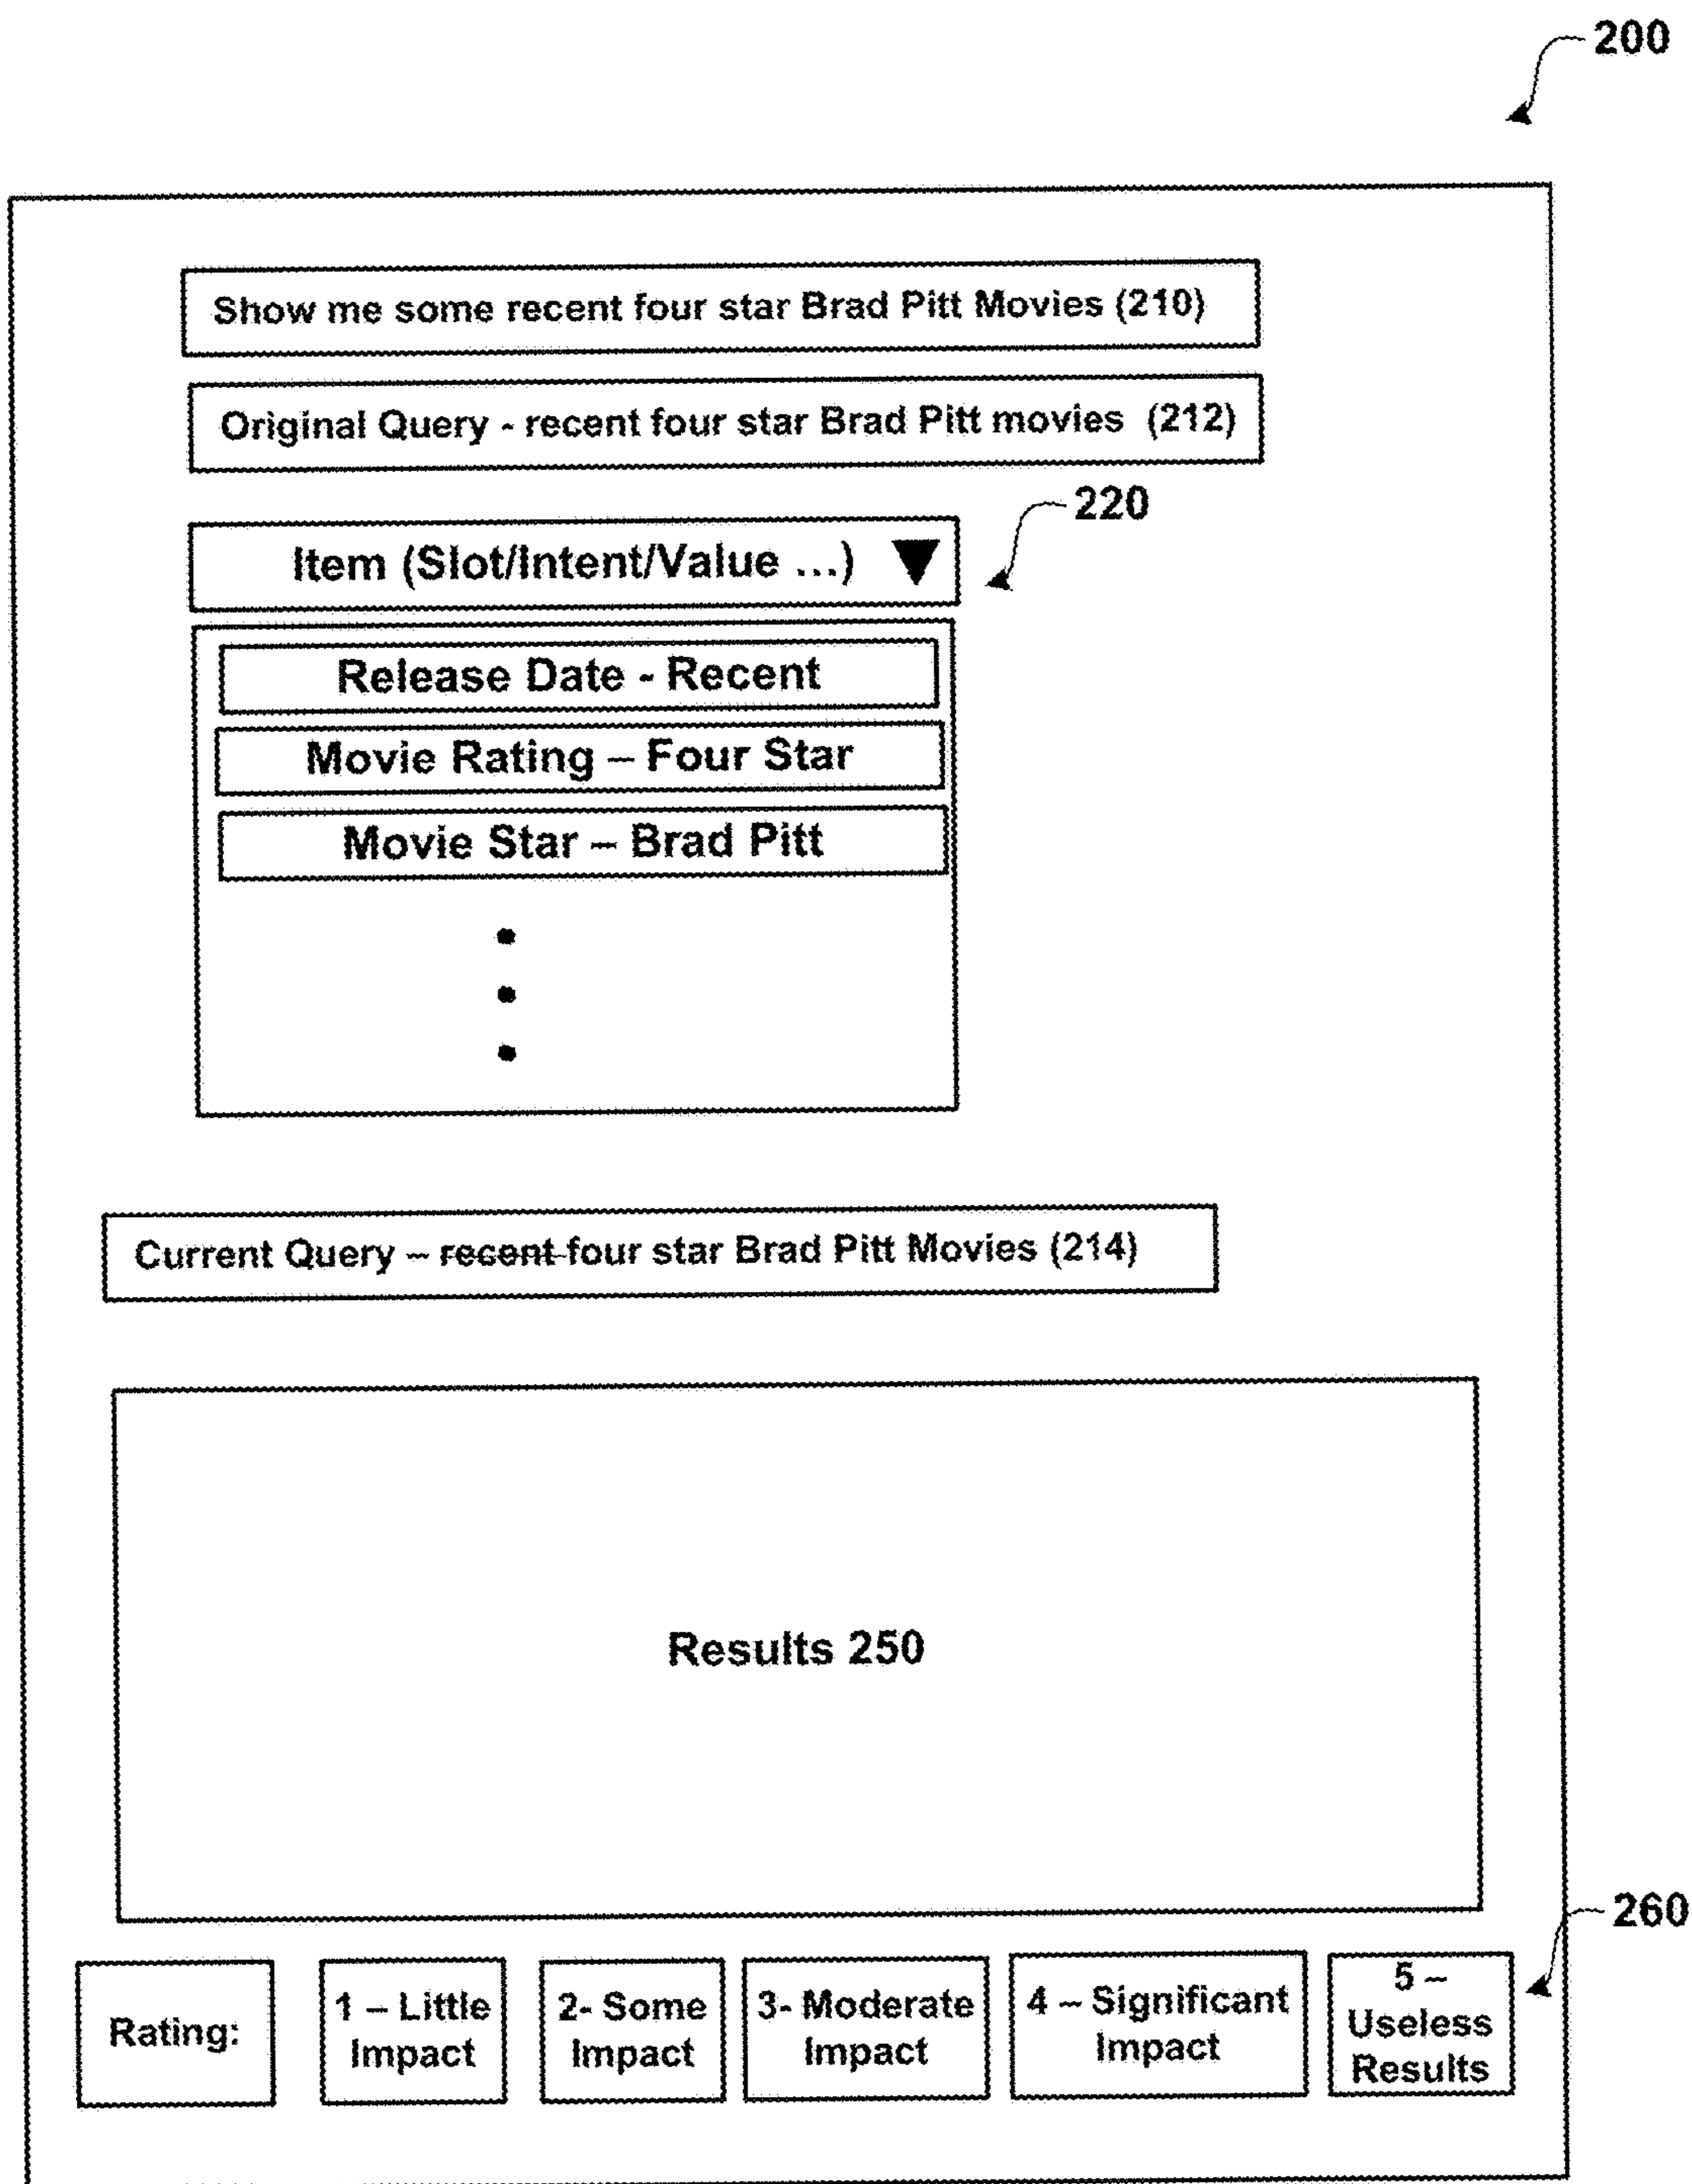 200
Show me some recent four star Brad Pitt Movies (210)
Original Query - recent four star Brad Pitt movies (212)
220
Item (Slot/Intent/Value ...) ▼
Release Date - Recent
Movie Rating – Four Star
Movie Star – Brad Pitt
Current Query – recent four star Brad Pitt Movies (214)
Results 250
260
Rating:
1 – Little
Impact
2- Some
Impact
3- Moderate
Impact
4 – Significant
Impact
5 –
Useless
Results